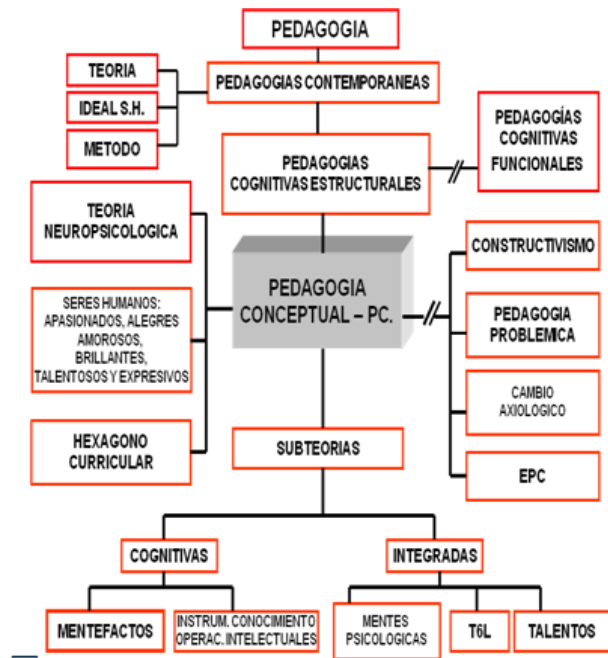 PEDAGOGIA
TEORIA
IDEAL S.H.
METODO
PEDAGOGIAS CONTEMPORANEAS
PEDAGOGIAS
COGNITIVAS ESTRUCTURALES
PEDAGOGÍAS
COGNITIVAS
FUNCIONALES
TEORIA
NEUROPSICOLOGICA
SERES HUMANOS:
APASIONADOS, ALEGRES
AMOROSOS,
BRILLANTES,
TALENTOSOS Y EXPRESIVOS
HEXAGONO
CURRICULAR
PEDAGOGIA
CONCEPTUAL – PC.
CONSTRUCTIVISMO
PEDAGOGIA
PROBLEMICA
CAMBIO
AXIOLOGICO
EPC
SUBTEORIAS
COGNITIVAS
INTEGRADAS
MENTEFACTOS
INSTRUM. CONOCIMIENTO
OPERAC. INTELECTUALES
MENTES
PSICOLOGICAS
T6L
TALENTOS